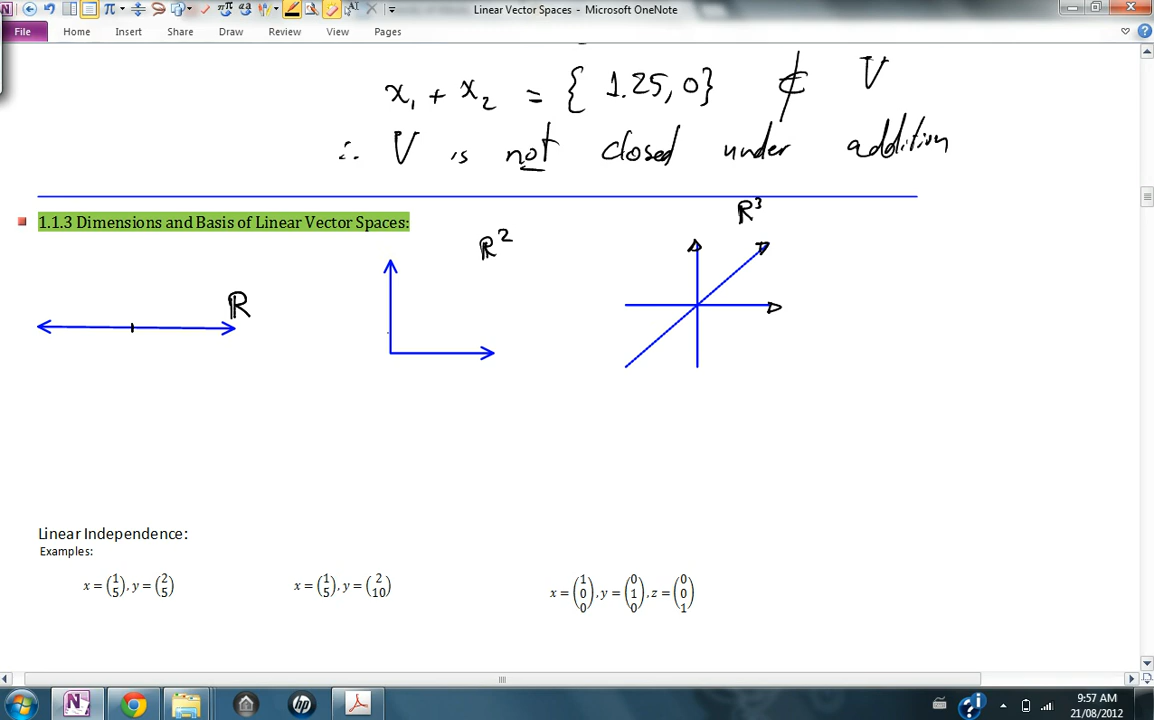 Linear Vector Spaces - Microsoft OneNote
File Home Insert Share Draw Review View Pages
x₁ + x₂ = { 1.25, 0} ⊄ V
∴ V is not closed under addition
1.1.3 Dimensions and Basis of Linear Vector Spaces:
R
R²
R³
Linear Independence:
Examples:
x = (1 5), y = (2 5)
x = (1 5), y = (2 10)
x = (1 0 0), y = (0 1 0), z = (0 0 1)
9:57 AM
21/08/2012